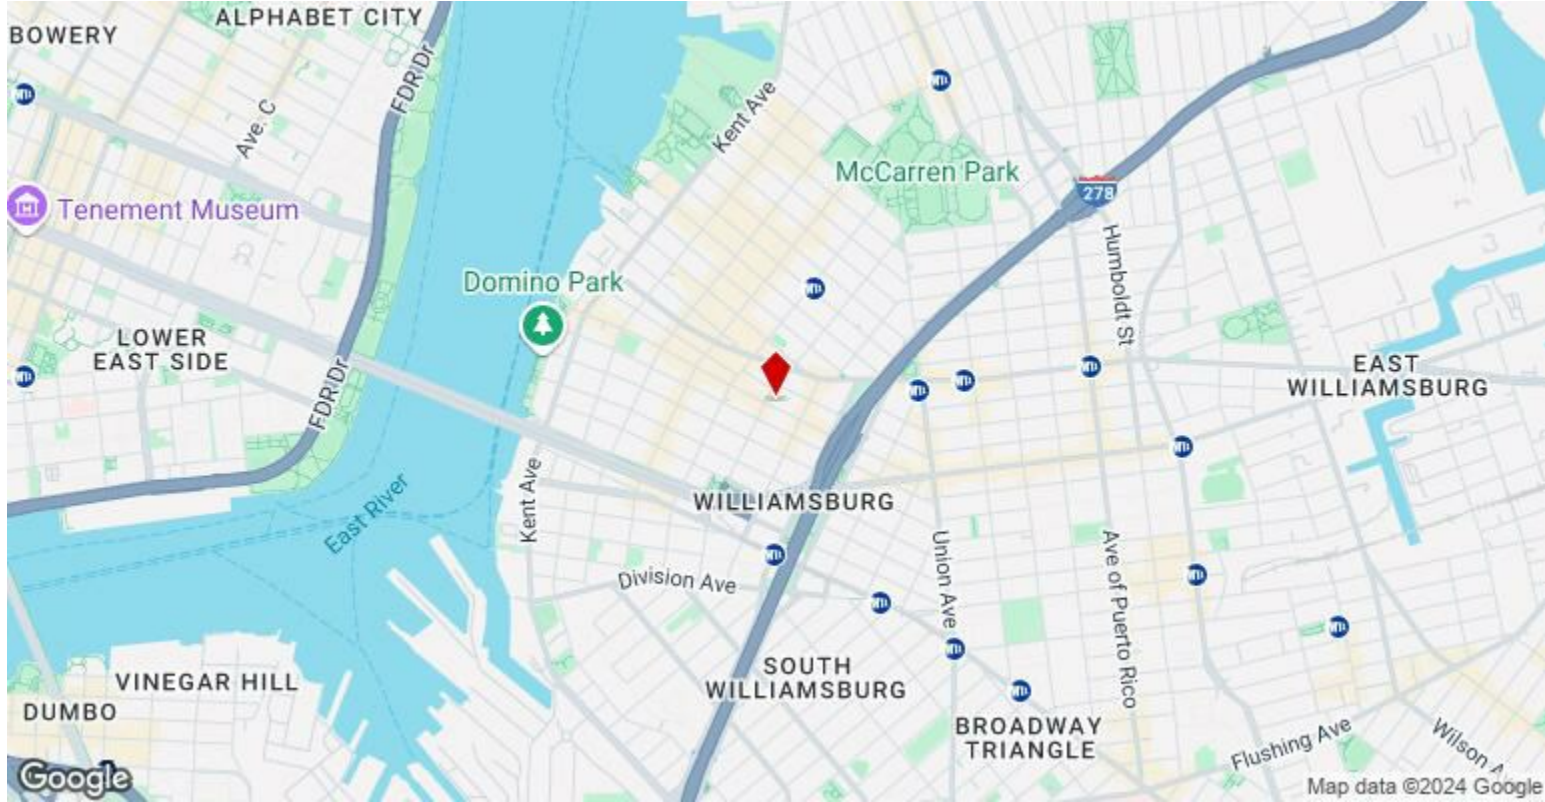 ALPHABET CITY
BOWERY
FDR Dr
Ave. C
Kent Ave
McCarren Park
278
Tenement Museum
Humboldt St
Domino Park
LOWER
EAST SIDE
EAST
WILLIAMSBURG
FDR Dr
Kent Ave
WILLIAMSBURG
East River
Union Ave
Ave of Puerto Rico
Division Ave
SOUTH
WILLIAMSBURG
VINEGAR HILL
DUMBO
BROADWAY
TRIANGLE
Flushing Ave
Wilson A
Google
Map data ©2024 Google